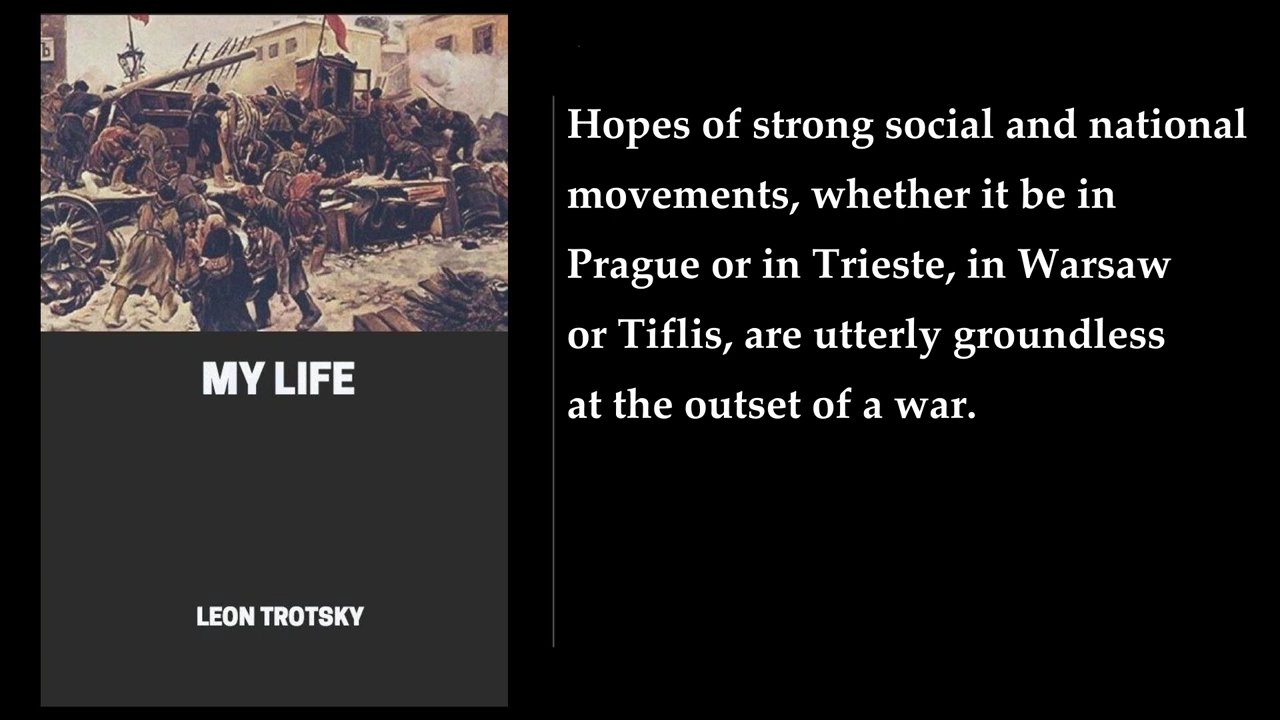 MY LIFE
LEON TROTSKY
Hopes of strong social and national
movements, whether it be in
Prague or in Trieste, in Warsaw
or Tiflis, are utterly groundless
at the outset of a war.